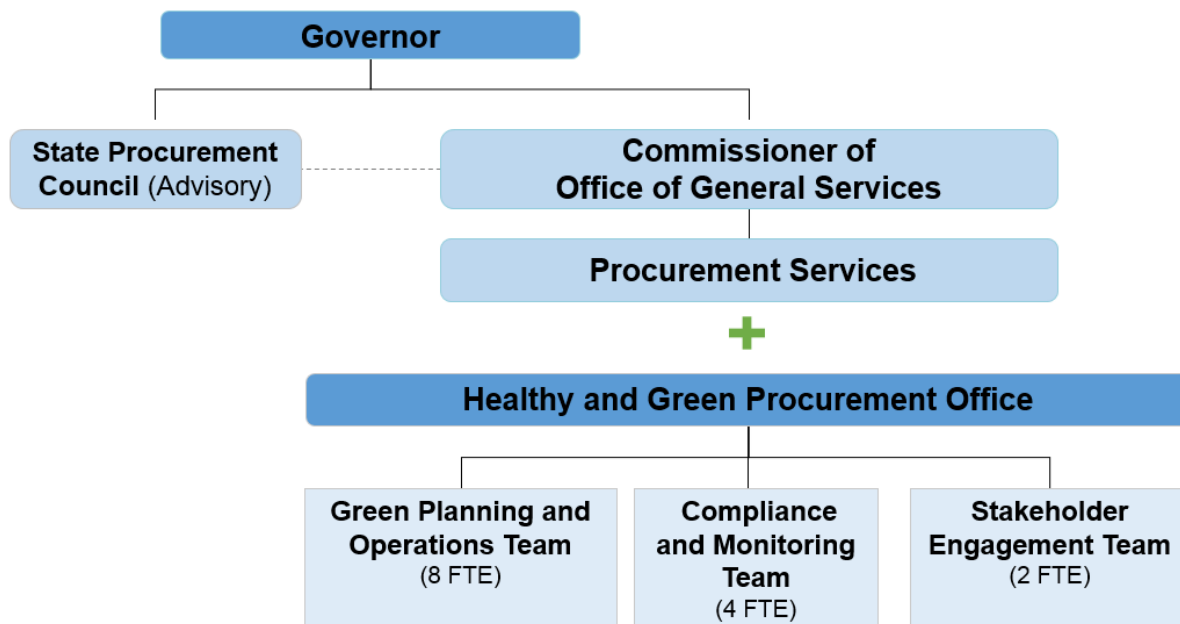 Governor
State Procurement
Council (Advisory)
Commissioner of
Office of General Services
Procurement Services
Healthy and Green Procurement Office
Green Planning and
Operations Team
(8 FTE)
Compliance
and Monitoring
Team
(4 FTE)
Stakeholder
Engagement Team
(2 FTE)